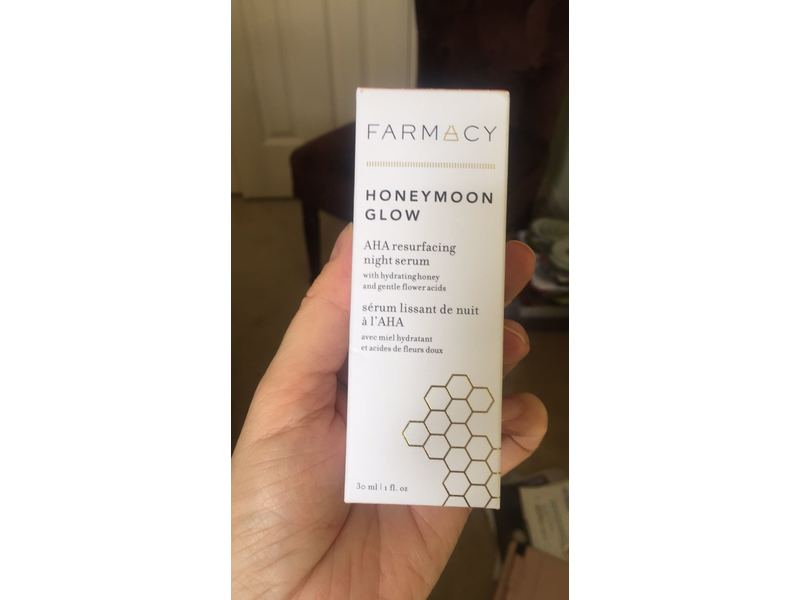 FARMACY
HONEYMOON
GLOW
AHA resurfacing
night serum
with hydrating honey
and gentle flower acids
sérum lissant de nuit
à l'AHA
avec miel hydratant
et acides de fleurs doux
30 ml | 1 fl. oz